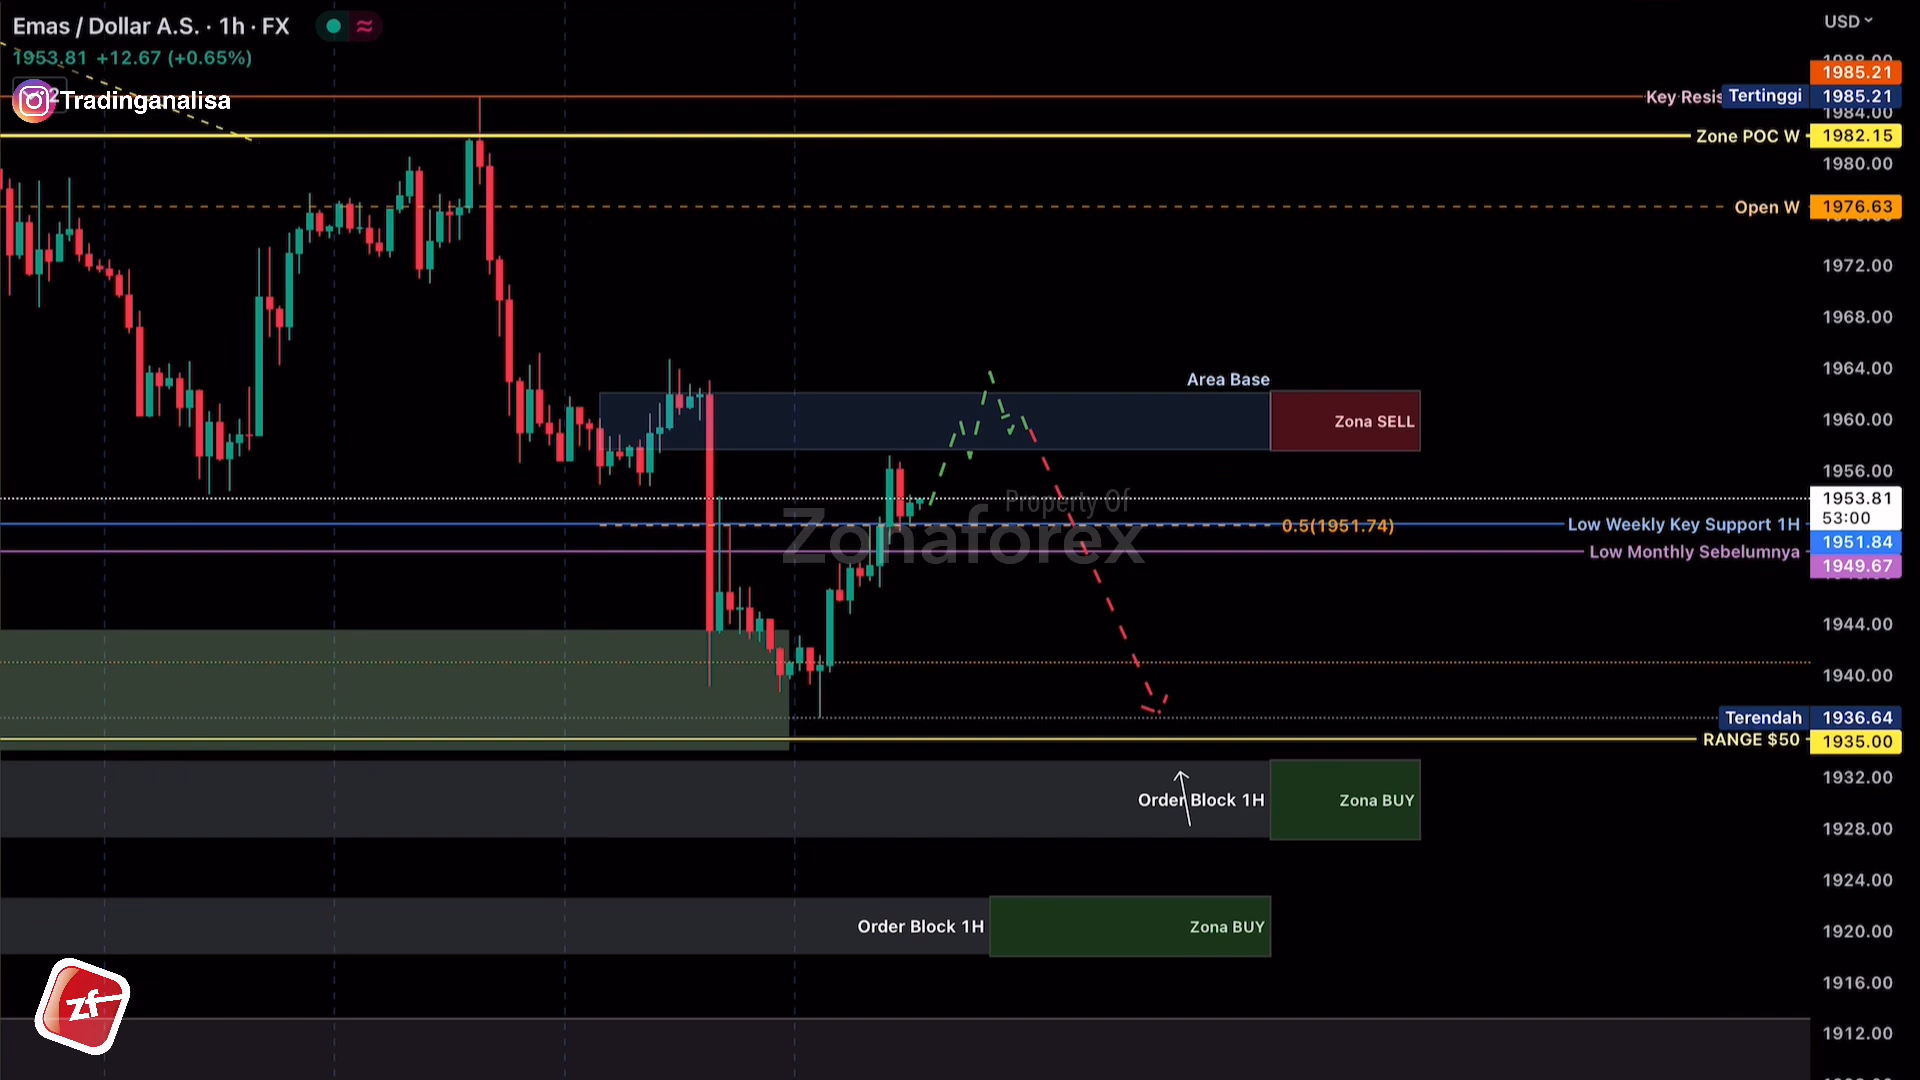 Emas / Dollar A.S. · 1h · FX
1953.81 +12.67 (+0.65%)
Tradinganalisa
USD
1985.21
Key Resis
Tertinggi 1985.21
1984.00
Zone POC W 1982.15
1980.00
Open W 1976.63
1972.00
1968.00
1964.00
Area Base
Zona SELL
1960.00
1956.00
Property Of
Zonaforex
1953.81
53:00
0.5(1951.74)
Low Weekly Key Support 1H
1951.84
Low Monthly Sebelumnya
1949.67
1944.00
1940.00
Terendah 1936.64
RANGE $50 1935.00
1932.00
Order Block 1H
Zona BUY
1928.00
1924.00
Order Block 1H
Zona BUY
1920.00
1916.00
zf
1912.00